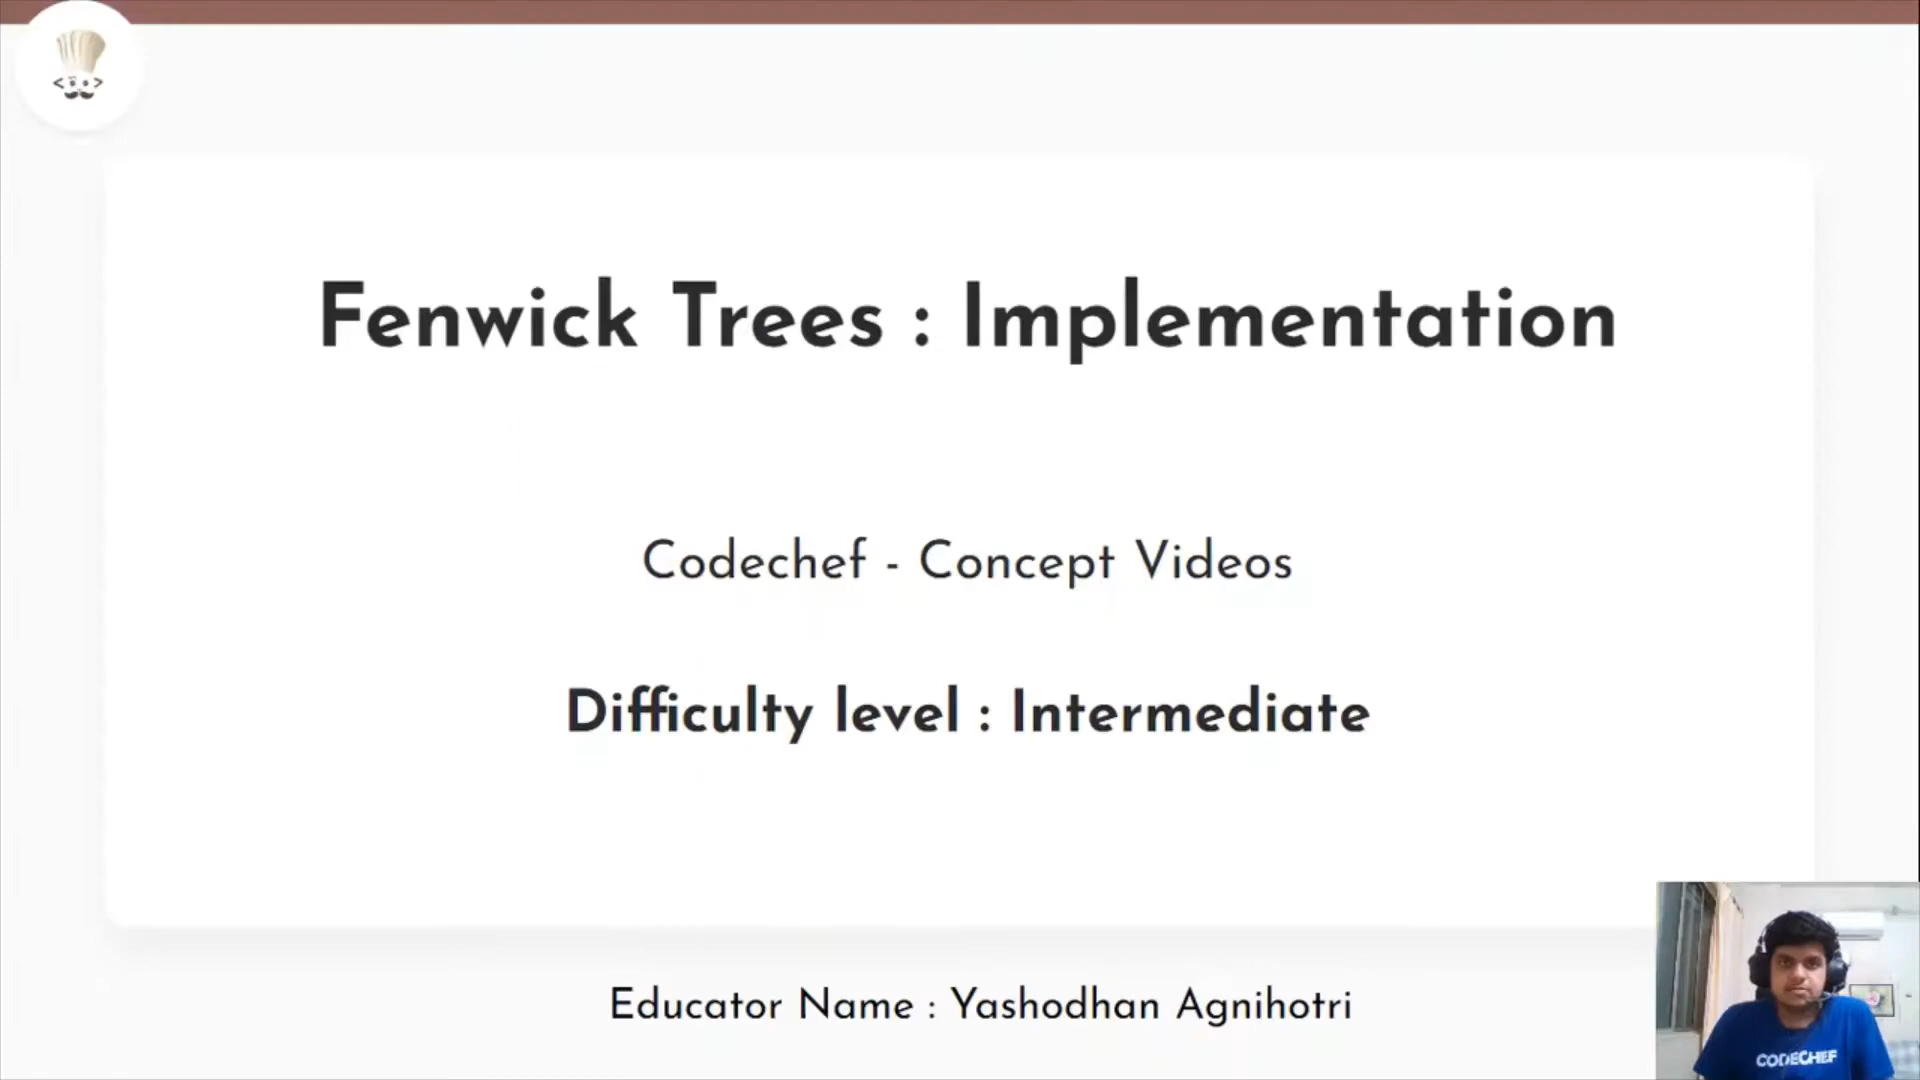 Fenwick Trees : Implementation
Codechef - Concept Videos
Difficulty level : Intermediate
Educator Name : Yashodhan Agnihotri
CODECHEF